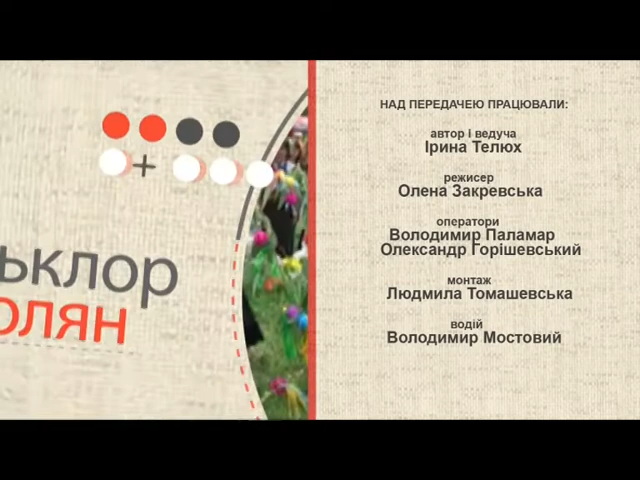 ьклор
олян
НАД ПЕРЕДАЧЕЮ ПРАЦЮВАЛИ:
автор і ведуча
Ірина Телюх
режисер
Олена Закревська
оператори
Володимир Паламар
Олександр Горішевський
монтаж
Людмила Томашевська
водій
Володимир Мостовий